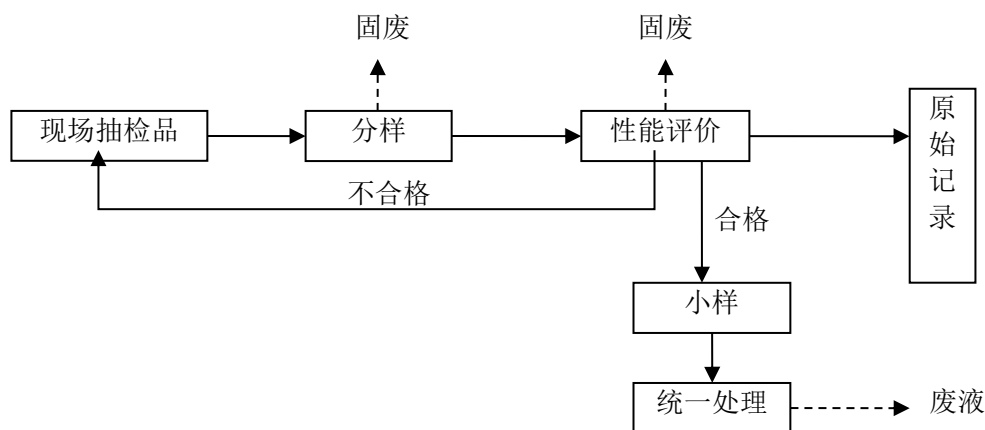 固废
固废
现场抽检品
分样
性能评价
原始记录
不合格
合格
小样
统一处理
废液